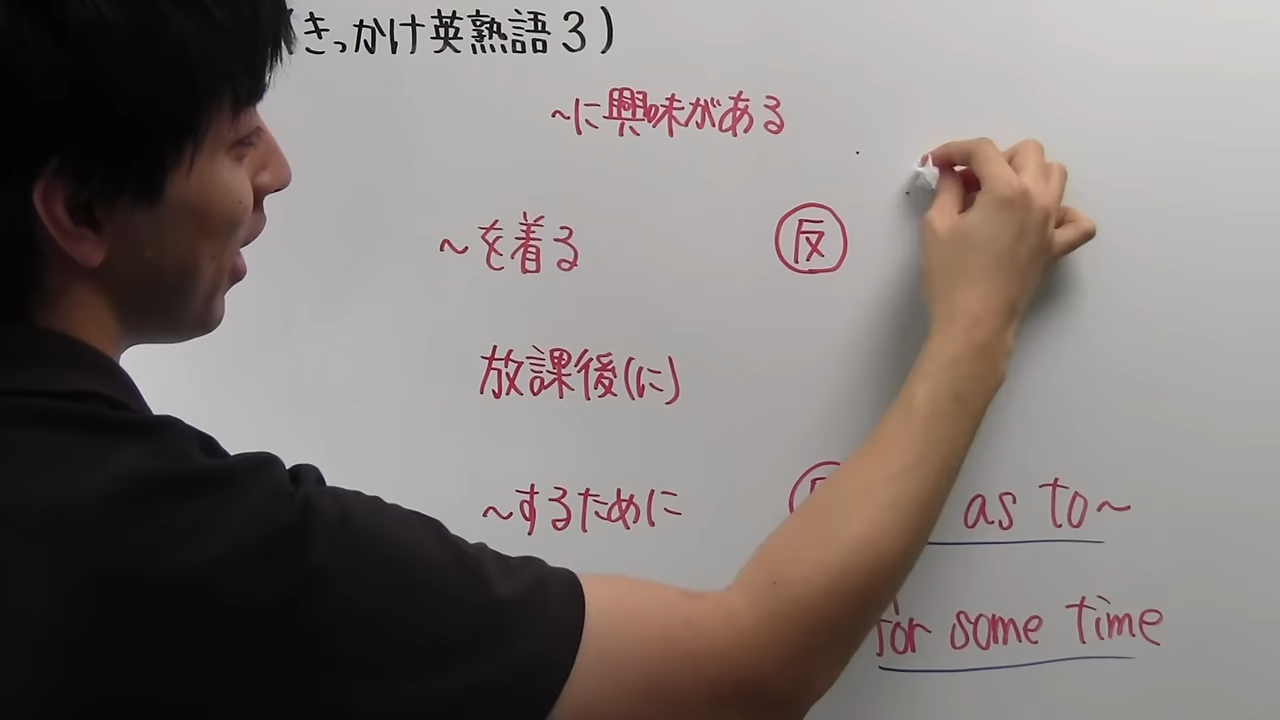 (きっかけ英熟語3)
~に興味がある
~を着る 反
放課後(に)
~するために as to~
for some time